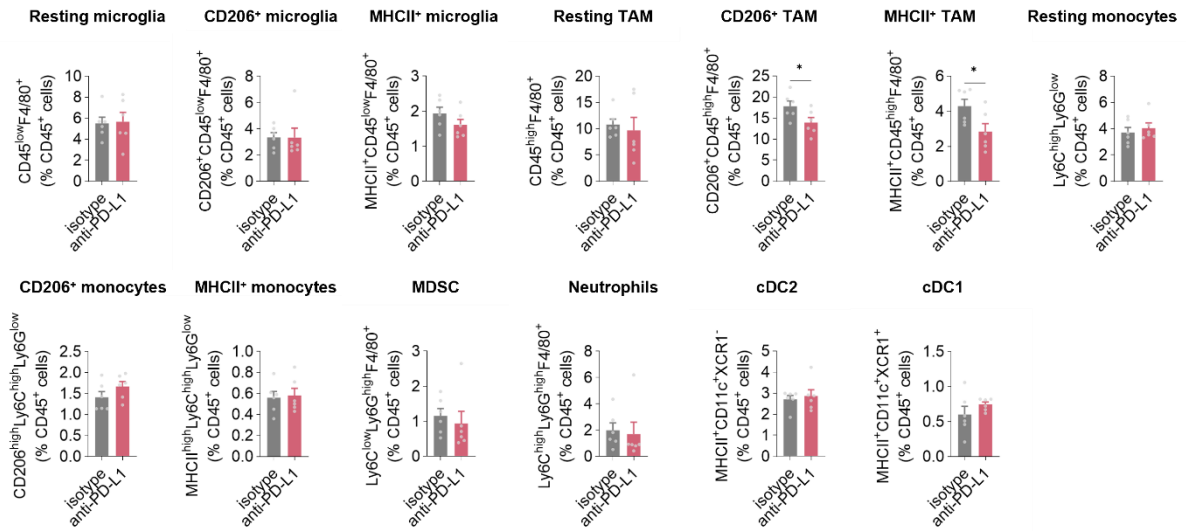 Resting microglia
CD45lowF4/80+
(% CD45+ cells)
10
8
6
4
2
0
isotype
anti-PD-L1
CD206+ microglia
CD206+CD45lowF4/80+
(% CD45+ cells)
8
6
4
2
0
isotype
anti-PD-L1
MHCII+ microglia
MHCII+CD45lowF4/80+
(% CD45+ cells)
3
2
1
0
isotype
anti-PD-L1
Resting TAM
CD45highF4/80+
(% CD45+ cells)
20
15
10
5
0
isotype
anti-PD-L1
CD206+ TAM
CD206+CD45highF4/80+
(% CD45+ cells)
25
20
15
10
5
0
*
isotype
anti-PD-L1
MHCII+ TAM
MHCII+CD45highF4/80+
(% CD45+ cells)
6
4
2
0
*
isotype
anti-PD-L1
Resting monocytes
Ly6ChighLy6Glow
(% CD45+ cells)
8
6
4
2
0
isotype
anti-PD-L1
CD206+ monocytes
CD206highLy6ChighLy6Glow
(% CD45+ cells)
2.5
2.0
1.5
1.0
0.5
0.0
isotype
anti-PD-L1
MHCII+ monocytes
MHCIIhighLy6ChighLy6Glow
(% CD45+ cells)
1.0
0.8
0.6
0.4
0.2
0.0
isotype
anti-PD-L1
MDSC
Ly6ClowLy6GhighF4/80+
(% CD45+ cells)
3
2
1
0
isotype
anti-PD-L1
Neutrophils
Ly6ChighLy6GhighF4/80+
(% CD45+ cells)
8
6
4
2
0
isotype
anti-PD-L1
cDC2
MHCII+CD11c+XCR1-
(% CD45+ cells)
5
4
3
2
1
0
isotype
anti-PD-L1
cDC1
MHCII+CD11c+XCR1+
(% CD45+ cells)
1.5
1.0
0.5
0.0
isotype
anti-PD-L1